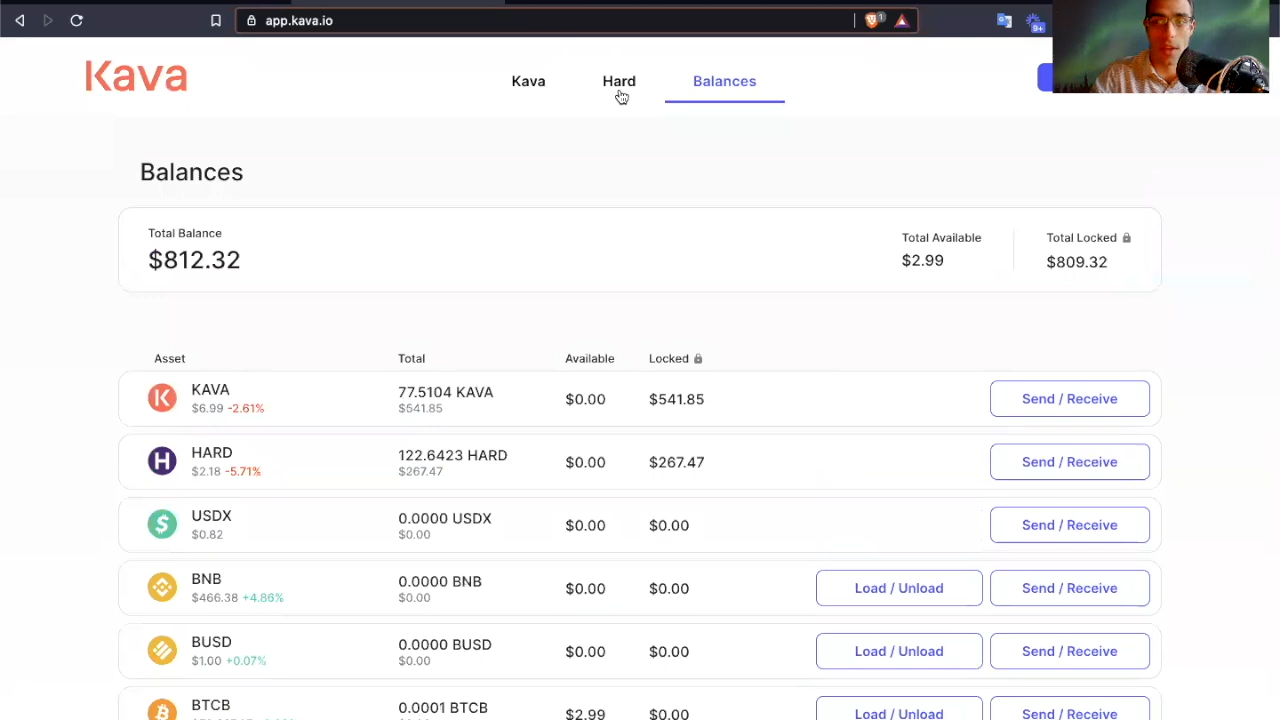 app.kava.io
1
9+
Kava
Kava
Hard
Balances
Balances
Total Balance
$812.32
Total Available
$2.99
Total Locked
$809.32
Asset
Total
Available
Locked
KAVA
$6.99 -2.61%
77.5104 KAVA
$541.85
$0.00
$541.85
Send / Receive
HARD
$2.18 -5.71%
122.6423 HARD
$267.47
$0.00
$267.47
Send / Receive
USDX
$0.82
0.0000 USDX
$0.00
$0.00
$0.00
Send / Receive
BNB
$466.38 +4.86%
0.0000 BNB
$0.00
$0.00
$0.00
Load / Unload
Send / Receive
BUSD
$1.00 +0.07%
0.0000 BUSD
$0.00
$0.00
$0.00
Load / Unload
Send / Receive
BTCB
0.0001 BTCB
$2.99
$0.00
Load / Unload
Send / Receive